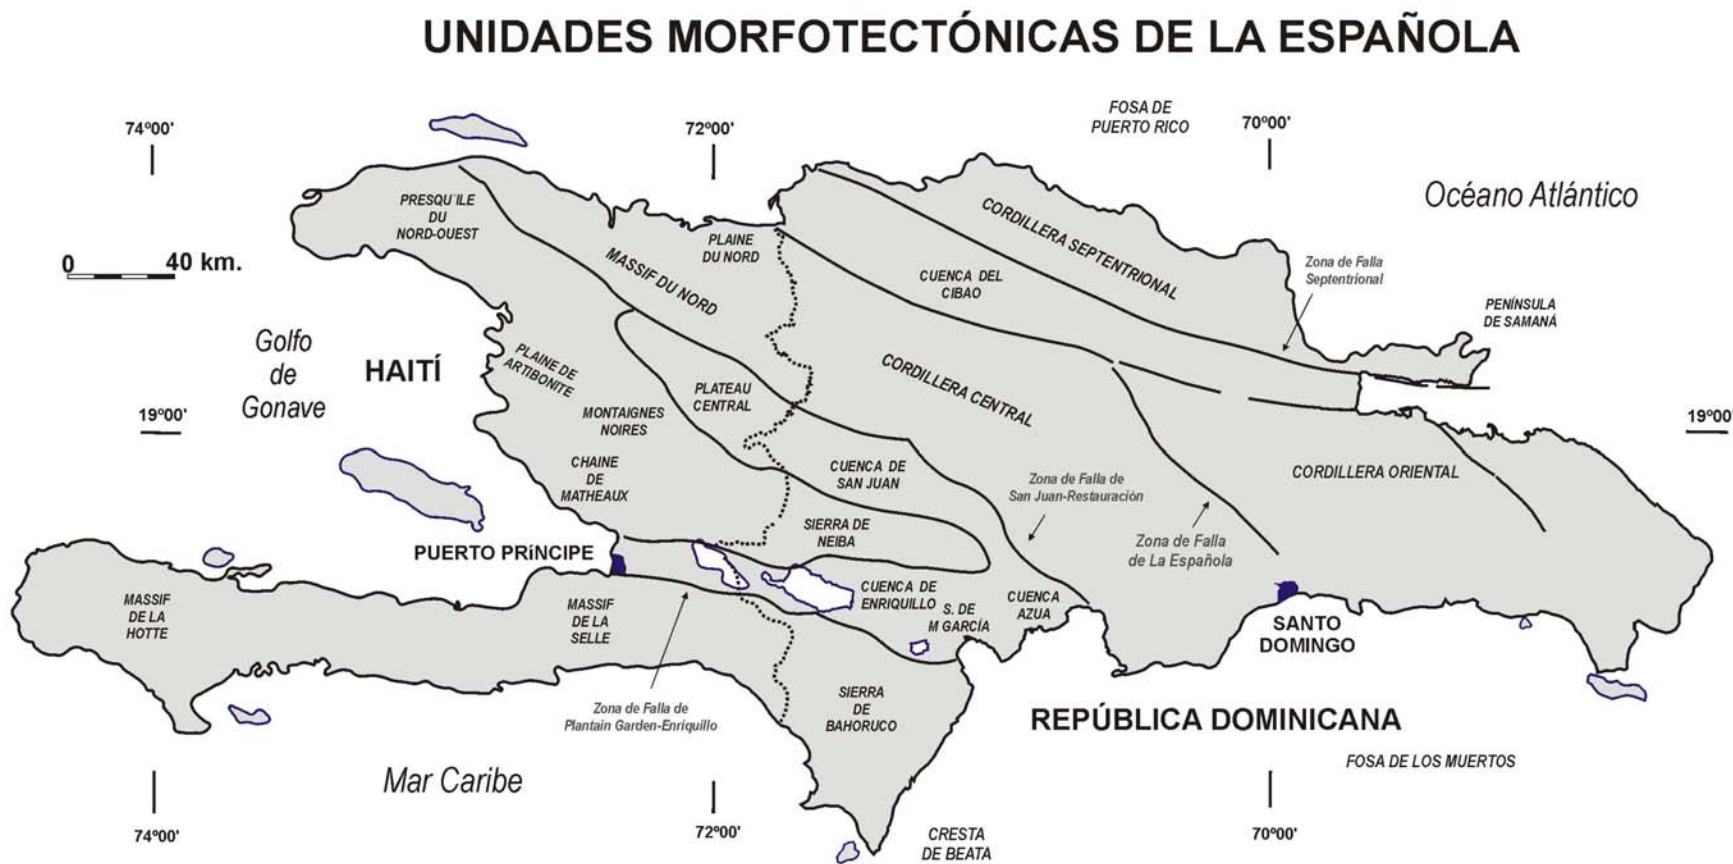 UNIDADES MORFOTECTÓNICAS DE LA ESPAÑOLA
74º00'
72º00'
FOSA DE
PUERTO RICO
70º00'
Océano Atlántico
PRESQU´ILE
DU
NORD-OUEST
PLAINE
DU NORD
CORDILLERA SEPTENTRIONAL
0 40 km.
MASSIF DU NORD
CUENCA DEL
CIBAO
Zona de Falla
Septentrional
PENÍNSULA
DE SAMANÁ
Golfo
de
Gonave
HAITÍ
PLAINE DE
ARTIBONITE
PLATEAU
CENTRAL
CORDILLERA CENTRAL
19º00'
19º00'
MONTAIGNES
NOIRES
CHAINE
DE
MATHEAUX
CUENCA DE
SAN JUAN
Zona de Falla de
San Juan-Restauración
CORDILLERA ORIENTAL
SIERRA DE
NEIBA
Zona de Falla
de La Española
PUERTO PRíNCIPE
MASSIF
DE LA
HOTTE
MASSIF
DE LA
SELLE
CUENCA DE
ENRIQUILLO
S. DE
M GARCÍA
CUENCA
AZUA
SANTO
DOMINGO
Zona de Falla de
Plantain Garden-Enriquillo
SIERRA
DE
BAHORUCO
REPÚBLICA DOMINICANA
FOSA DE LOS MUERTOS
Mar Caribe
74º00'
72º00'
70º00'
CRESTA
DE BEATA